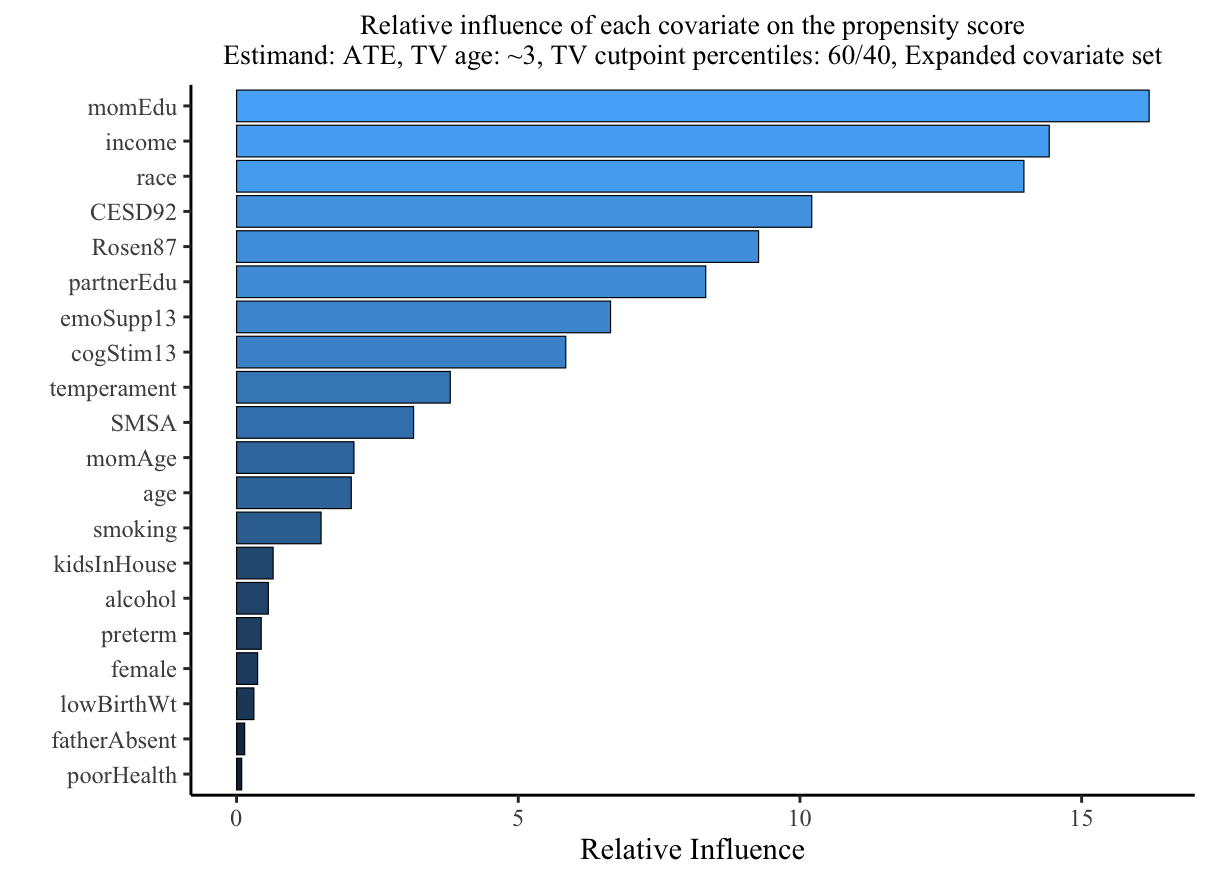 Relative influence of each covariate on the propensity score
Estimand: ATE, TV age: ~3, TV cutpoint percentiles: 60/40, Expanded covariate set
momEdu
income
race
CESD92
Rosen87
partnerEdu
emoSupp13
cogStim13
temperament
SMSA
momAge
age
smoking
kidsInHouse
alcohol
preterm
female
lowBirthWt
fatherAbsent
poorHealth
0 5 10 15
Relative Influence